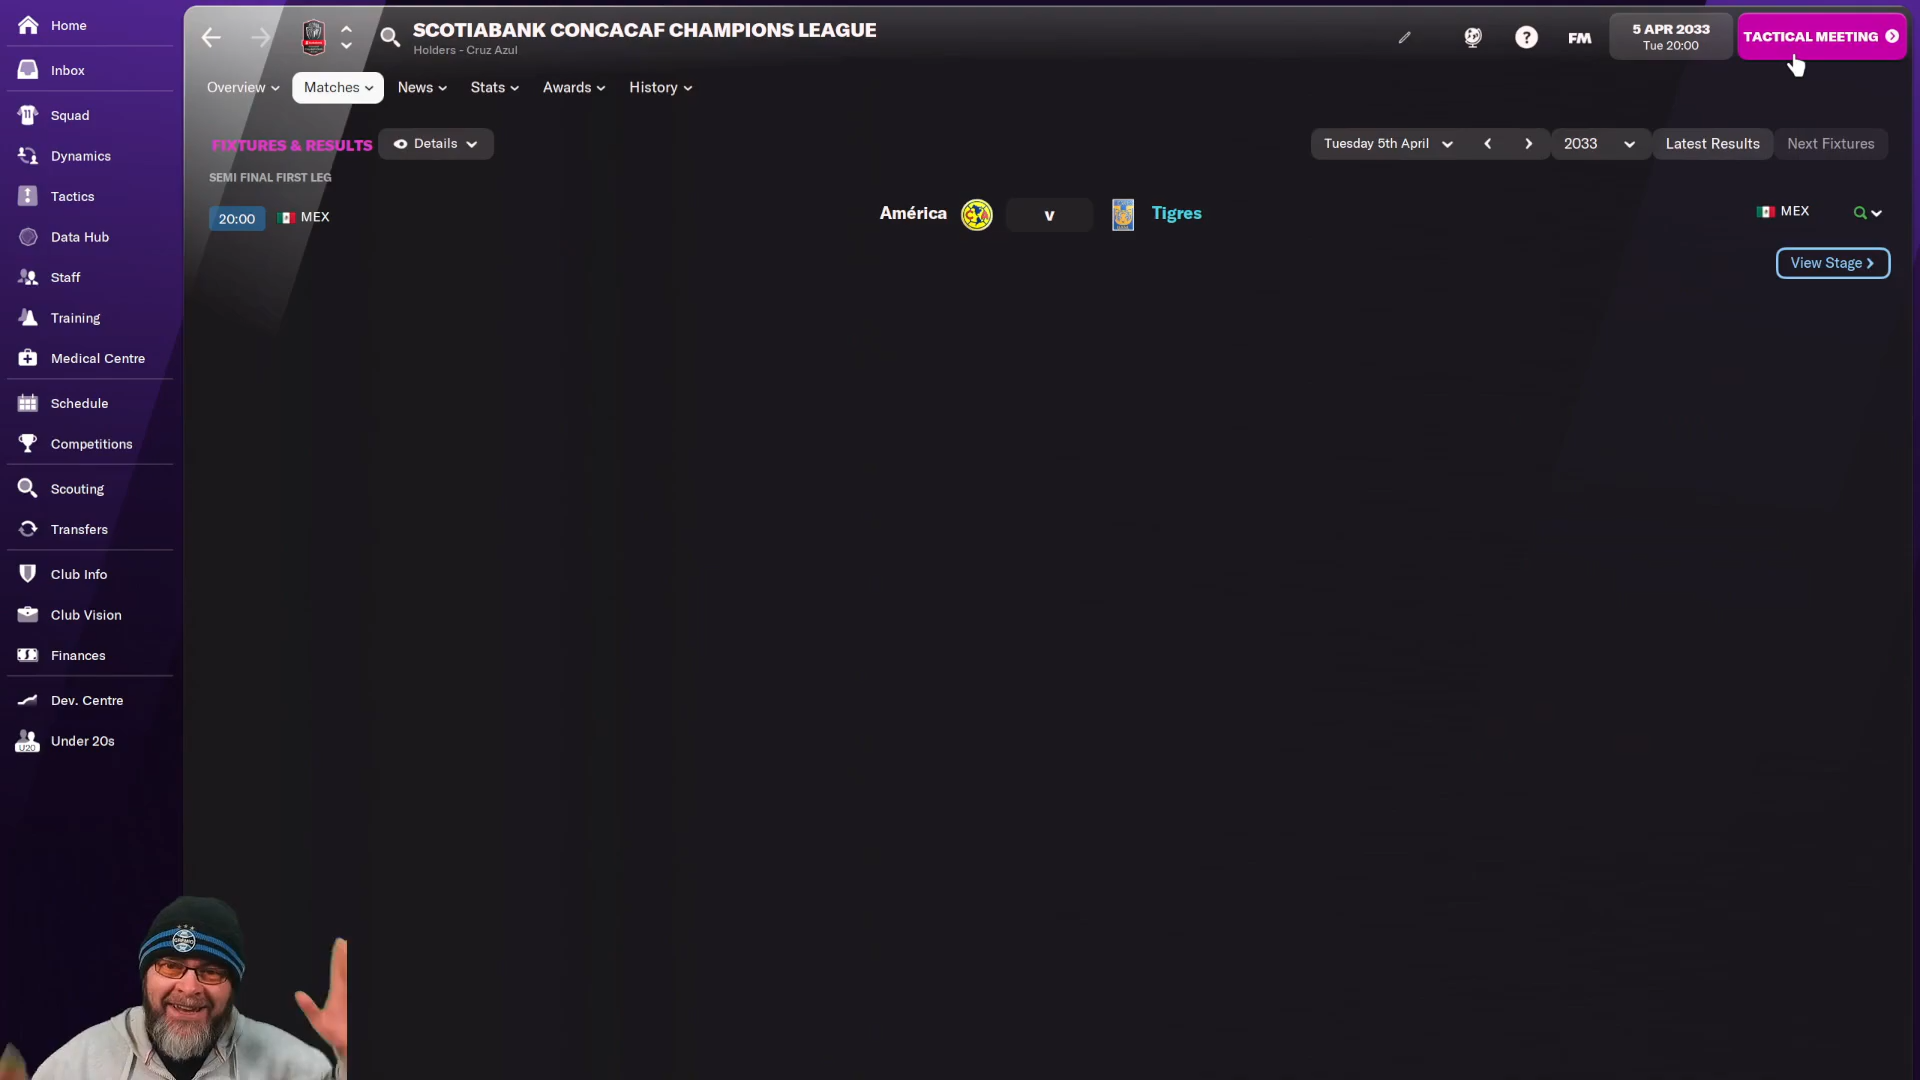 Home
Inbox
Squad
Dynamics
Tactics
Data Hub
Staff
Training
Medical Centre
Schedule
Competitions
Scouting
Transfers
Club Info
Club Vision
Finances
Dev. Centre
U20
Under 20s
SCOTIABANK CONCACAF CHAMPIONS LEAGUE
Holders - Cruz Azul
?
FM
5 APR 2033
Tue 20:00
TACTICAL MEETING
Overview
Matches
News
Stats
Awards
History
FIXTURES & RESULTS
Details
Tuesday 5th April
2033
Latest Results
Next Fixtures
SEMI FINAL FIRST LEG
20:00 MEX
América v Tigres
MEX
View Stage
GRÊMIO